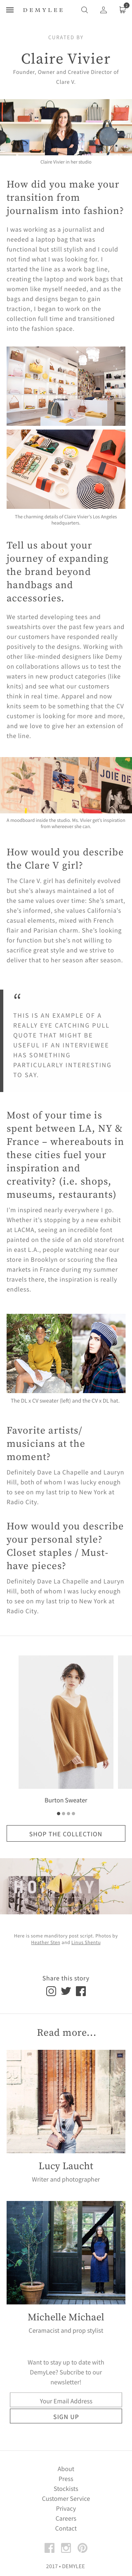 DEMYLEE
2
CURATED BY
Claire Vivier
Founder, Owner and Creative Director of
Clare V.
Claire Vivier in her studio
How did you make your
transition from
journalism into fashion?
I was working as a journalist and
needed a laptop bag that was
functional but still stylish and I could
not find what I was looking for. I
started the line as a work bag line,
making the laptop and work bags that
women like myself needed, and as the
bags and designs began to gain
traction, I began to work on the
collection full time and transitioned
into the fashion space.
The charming details of Claire Vivier's Los Angeles
headquarters.
Tell us about your
journey of expanding
the brand beyond
handbags and
accessories.
We started developing tees and
sweatshirts over the past few years and
our customers have responded really
positively to the designs. Working with
other like-minded designers like Demy
on collaborations allows us to test the
waters in new product categories (like
knits) and see what our customers
think in real time. Apparel and now
knits seem to be something that the CV
customer is looking for more and more,
and we love to give her an extension of
the line.
JOIE DE
A moodboard inside the studio. Ms. Vivier gets inspiration
from whereever she can.
How would you describe
the Clare V girl?
The Clare V. girl has definitely evolved
but she's always maintained a lot of
the same values over time: She's smart,
she's informed, she values California's
casual elements, mixed with French
flair and Parisian charm. She's looking
for function but she's not willing to
sacrifice great style and we strive to
deliver that to her season after season.
“
THIS IS AN EXAMPLE OF A
REALLY EYE CATCHING PULL
QUOTE THAT MIGHT BE
USEFUL IF AN INTERVIEWEE
HAS SOMETHING
PARTICULARLY INTERESTING
TO SAY.
Most of your time is
spent between LA, NY &
France – whereabouts in
these cities fuel your
inspiration and
creativity? (i.e. shops,
museums, restaurants)
I'm inspired nearly everywhere I go.
Whether it's stopping by a new exhibit
at LACMA, seeing an incredible font
painted on the side of an old storefront
in east L.A., people watching near our
store in Brooklyn or scouring the flea
markets in France during my summer
travels there, the inspiration is really
endless.
The DL x CV sweater (left) and the CV x DL hat.
Favorite artists/
musicians at the
moment?
Definitely Dave La Chapelle and Lauryn
Hill, both of whom I was lucky enough
to see on my last trip to New York at
Radio City.
How would you describe
your personal style?
Closet staples / Must-
have pieces?
Definitely Dave La Chapelle and Lauryn
Hill, both of whom I was lucky enough
to see on my last trip to New York at
Radio City.
Burton Sweater
SHOP THE COLLECTION
Here is some manditory post script. Photos by
Share this story
Read more...
Lucy Laucht
Writer and photographer
Michelle Michael
Ceramacist and prop stylist
Want to stay up to date with
DemyLee? Subcribe to our
newsletter!
Your Email Address
SIGN UP
About
Press
Stockists
Customer Service
Privacy
Careers
Contact
2017 • DEMYLEE